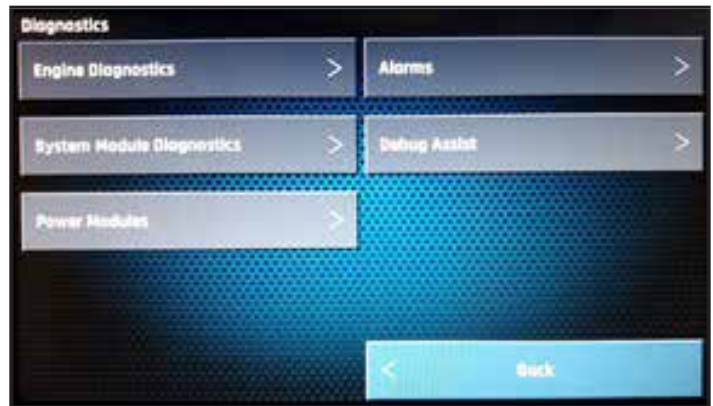 Diagnostics
Engine Diagnostics >
Alarms >
System Module Diagnostics >
Debug Assist >
Power Modules >
< Back